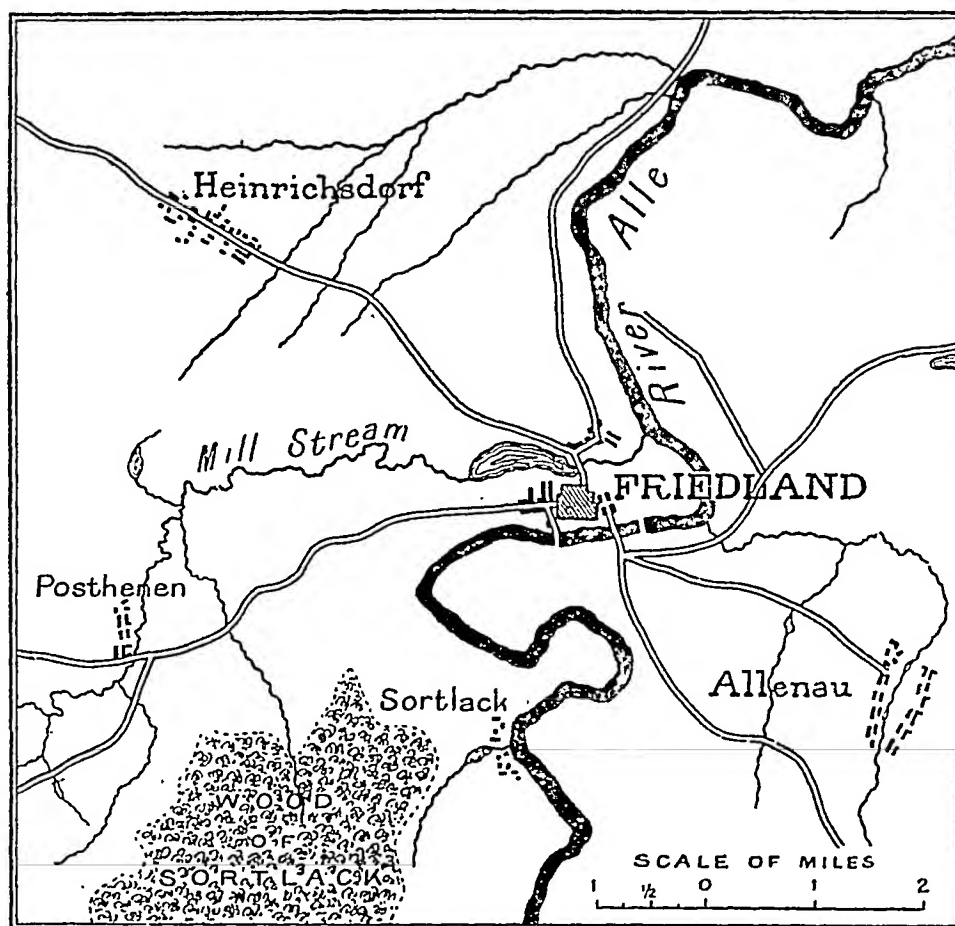 Heinrichsdorf
River Alle
Mill Stream
FRIEDLAND
Posthenen
Sortlack
Allenau
WOOD
OF
SORTLACK
SCALE OF MILES
1 1/2 0 1 2